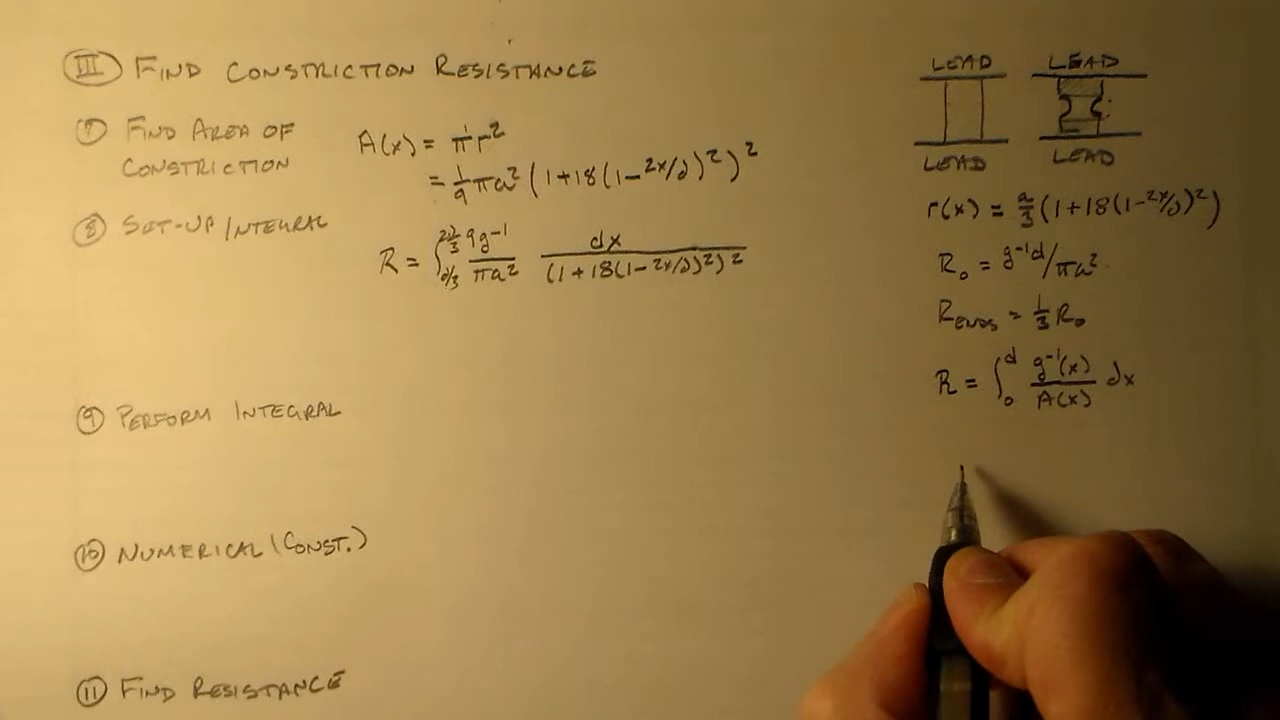 III FIND CONSTRICTION RESISTANCE
7 FIND AREA OF
CONSTRICTION
A(x) = πr²
= 1/9 πa² (1+18(1-2x/d)²)²
8 SET-UP INTEGRAL
R = ∫_{d/3}^{2d/3} 9g⁻¹/πa² dx/(1+18(1-2x/d)²)²
9 PERFORM INTEGRAL
10 NUMERICAL (CONST.)
11 FIND RESISTANCE
LEAD LEAD
LEAD LEAD
r(x) = a/3 (1+18(1-2x/d)²)
R₀ = g⁻¹d/πa²
R_ENDS = 1/3 R₀
R = ∫₀^d g⁻¹(x)/A(x) dx